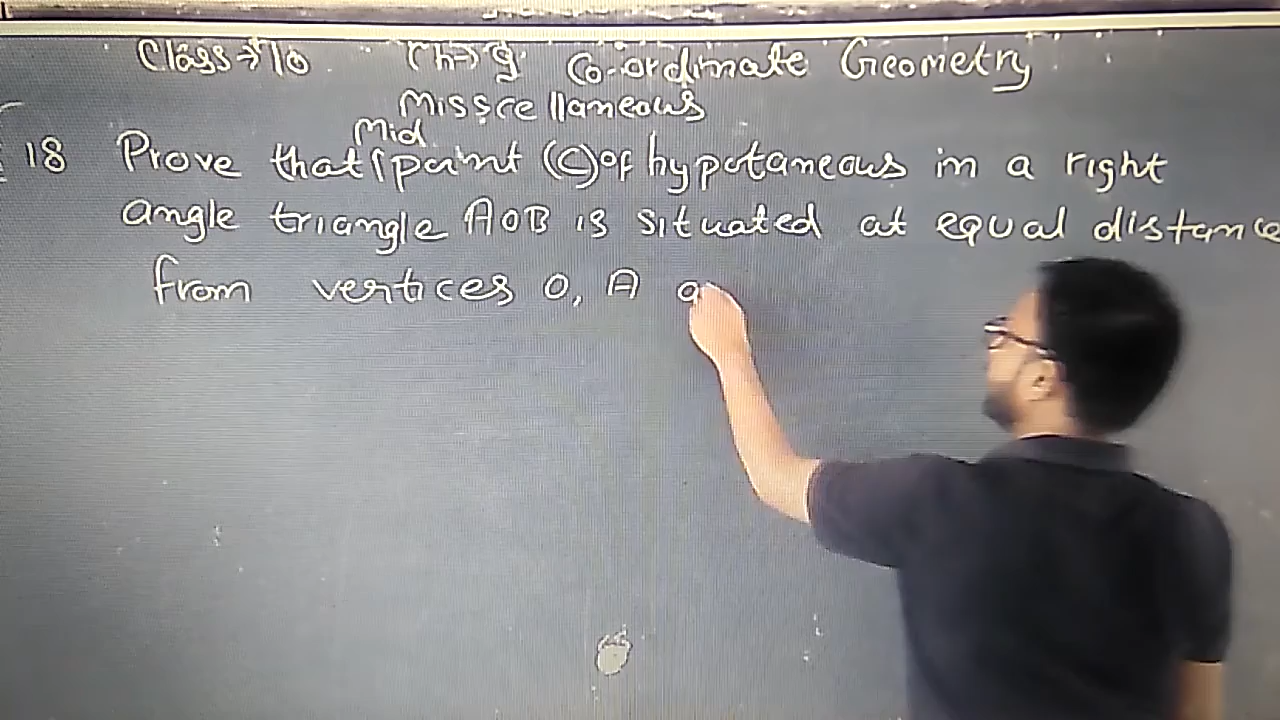 Class→10 Ch→9 Co-ordinate Geometry
Misscellaneous
Mid
18 Prove that point (C) of hypotaneous in a right
angle triangle AOB is situated at equal distance
from vertices O, A a